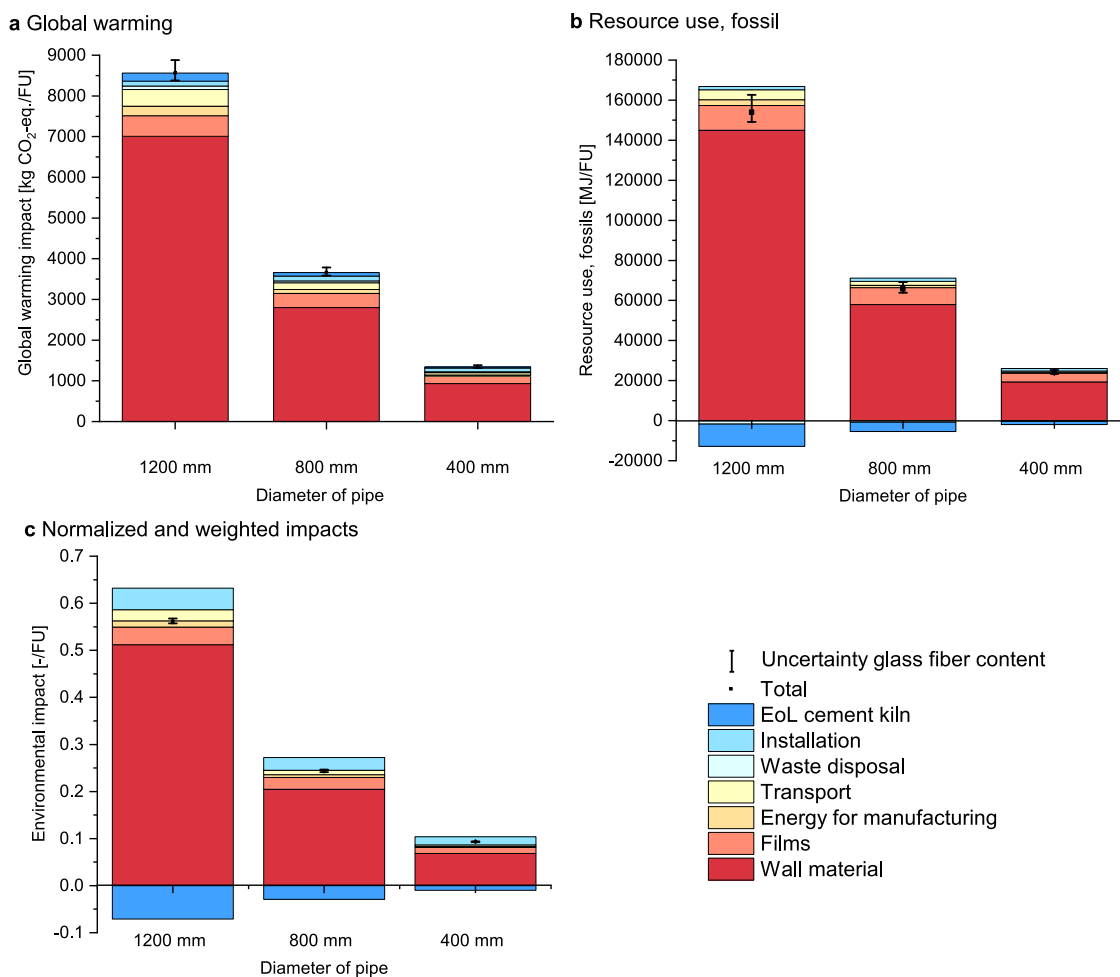 a Global warming
9000
8000
7000
6000
5000
4000
3000
2000
1000
0
Global warming impact [kg CO₂-eq./FU]
1200 mm
800 mm
400 mm
Diameter of pipe
b Resource use, fossil
180000
160000
140000
120000
100000
80000
60000
40000
20000
0
-20000
Resource use, fossils [MJ/FU]
1200 mm
800 mm
400 mm
Diameter of pipe
c Normalized and weighted impacts
0.7
0.6
0.5
0.4
0.3
0.2
0.1
0.0
-0.1
Environmental impact [-/FU]
1200 mm
800 mm
400 mm
Diameter of pipe
Uncertainty glass fiber content
Total
EoL cement kiln
Installation
Waste disposal
Transport
Energy for manufacturing
Films
Wall material